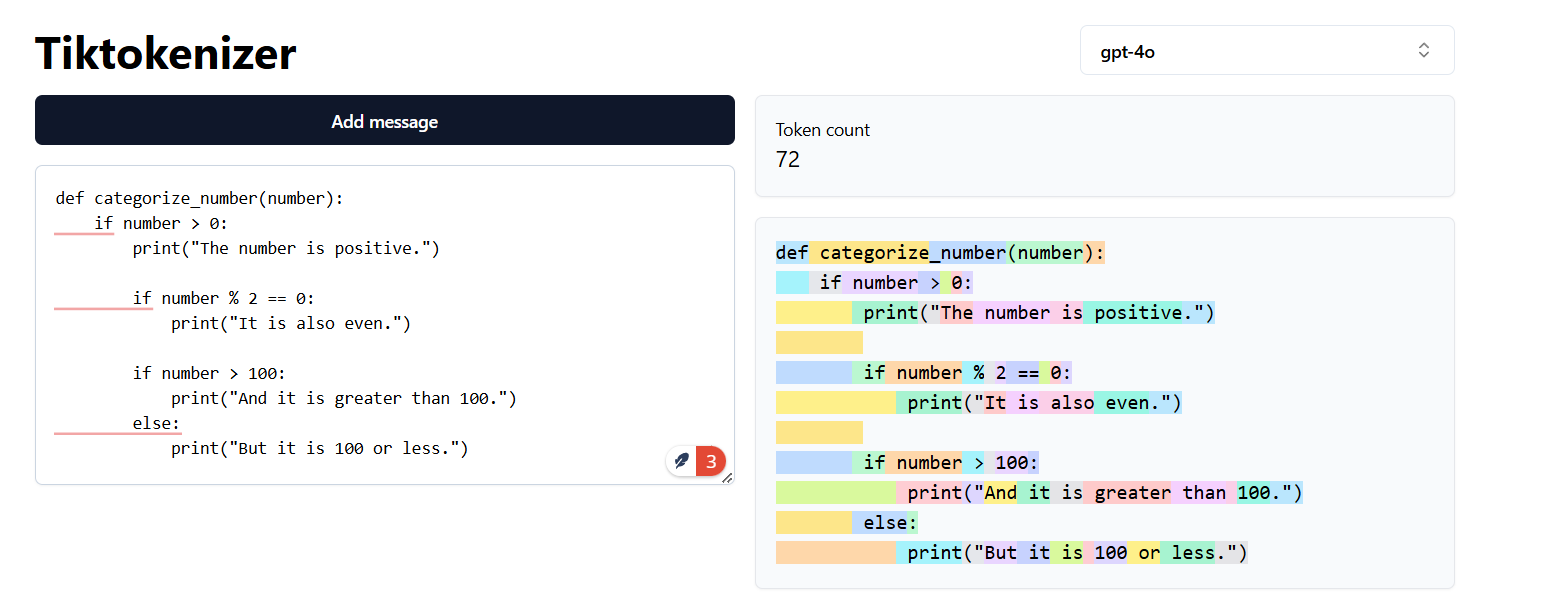 Tiktokenizer
gpt-4o
Add message
def categorize_number(number):
    if number > 0:
        print("The number is positive.")

        if number % 2 == 0:
            print("It is also even.")

        if number > 100:
            print("And it is greater than 100.")
        else:
            print("But it is 100 or less.")
3
Token count
72
def categorize_number(number):
    if number > 0:
        print("The number is positive.")

        if number % 2 == 0:
            print("It is also even.")

        if number > 100:
            print("And it is greater than 100.")
        else:
            print("But it is 100 or less.")